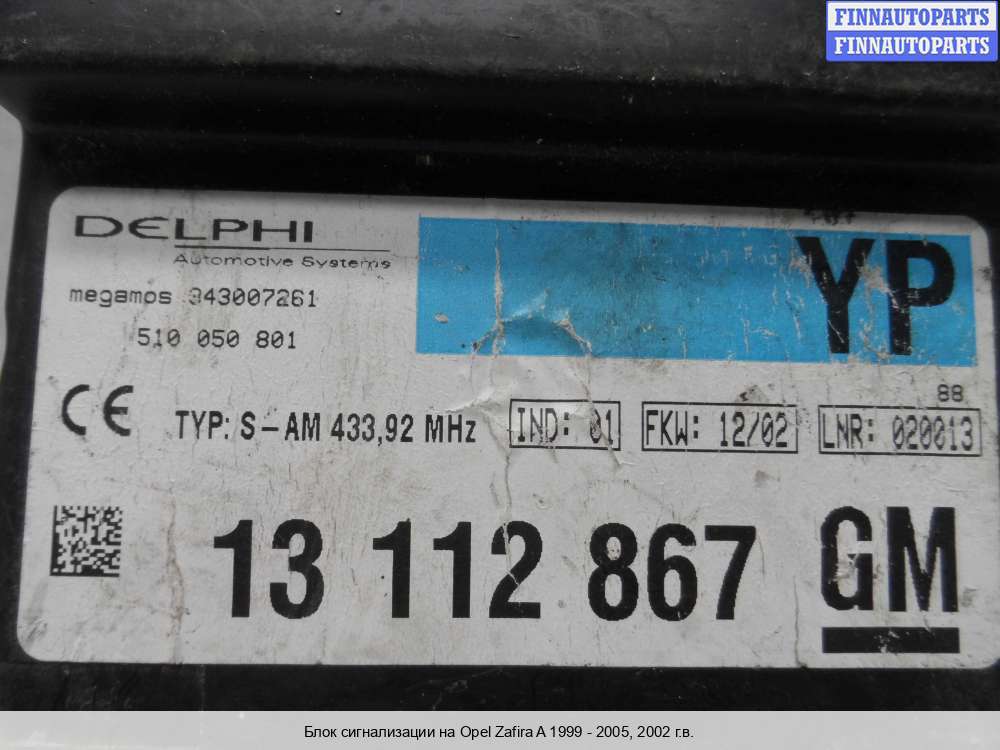 FINNAUTOPARTS
FINNAUTOPARTS
DELPHI
Automotive Systems
megamos 343007261
510 050 801
YP
88
CE TYP: S-AM 433,92 MHz IND: 01 FKW: 12/02 LNR: 020013
13 112 867 GM
Блок сигнализации на Opel Zafira A 1999 - 2005, 2002 г.в.